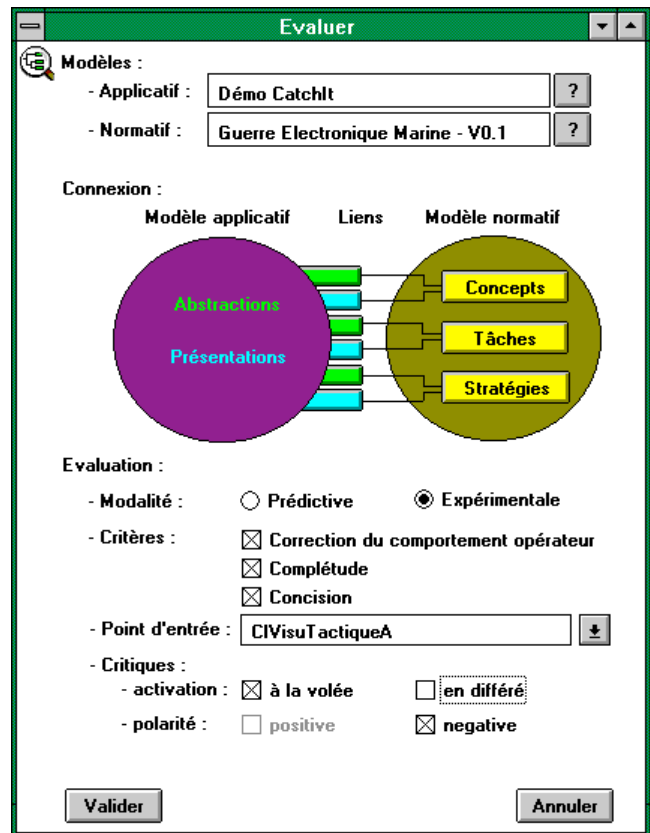 Evaluer
Modèles :
- Applicatif : Démo CatchIt ?
- Normatif : Guerre Electronique Marine - V0.1 ?
Connexion :
Modèle applicatif Liens Modèle normatif
Abstractions
Présentations
Concepts
Tâches
Stratégies
Evaluation :
- Modalité : Prédictive Expérimentale
- Critères : Correction du comportement opérateur
Complétude
Concision
- Point d'entrée : ClVisuTactiqueA
- Critiques :
- activation : à la volée en différé
- polarité : positive negative
Valider Annuler